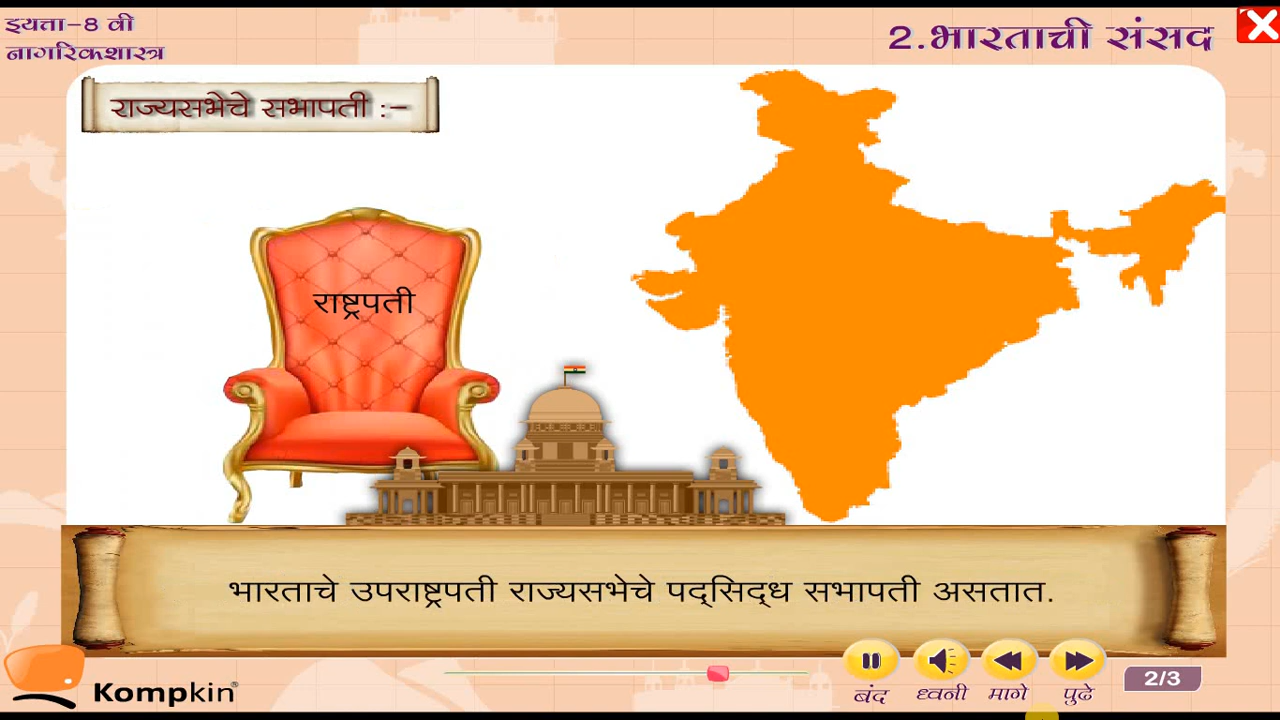 इयत्ता-8 वी
नागरिकशास्त्र
2.भारताची संसद
राज्यसभेचे सभापती :-
राष्ट्रपती
भारताचे उपराष्ट्रपती राज्यसभेचे पद्सिद्ध सभापती असतात.
Kompkin®
बंद
ध्वनी
मागे
पुढे
2/3